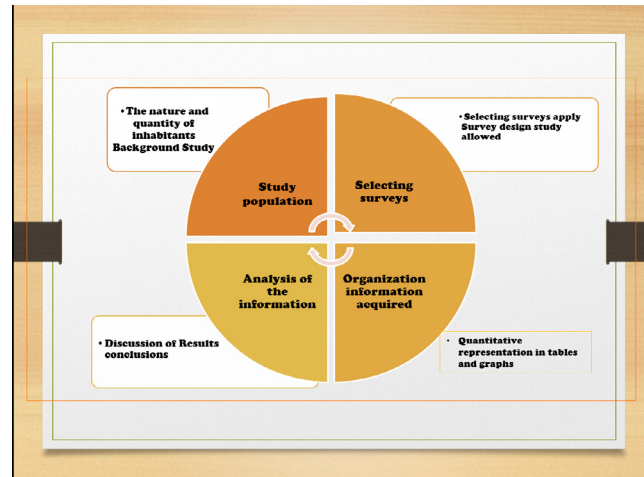 • The nature and
quantity of
inhabitants
Background Study
• Selecting surveys apply
Survey design study
allowed
Study
population
Selecting
surveys
Analysis of
the
information
Organization
information
acquired
• Discussion of Results
conclusions
• Quantitative
representation in tables
and graphs